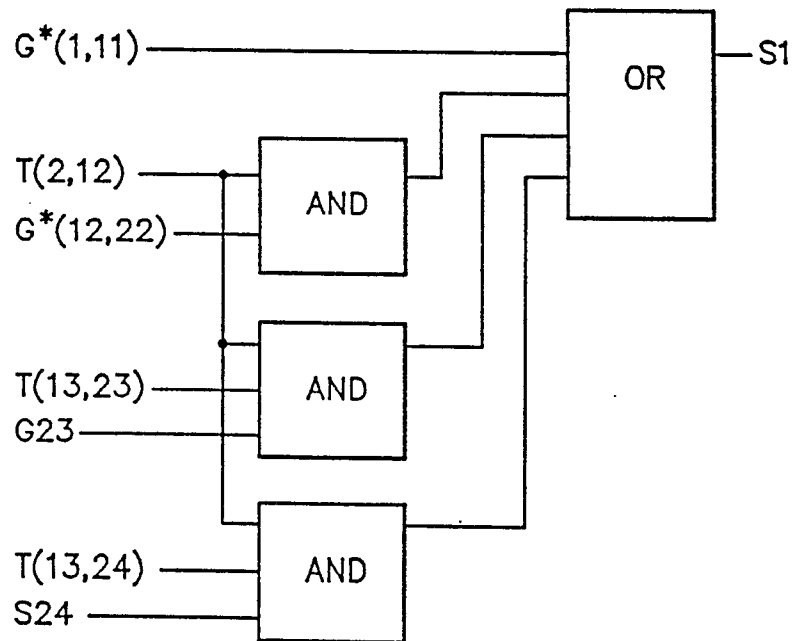 G*(1,11)
OR
S1
T(2,12)
AND
G*(12,22)
AND
T(13,23)
G23
AND
T(13,24)
S24